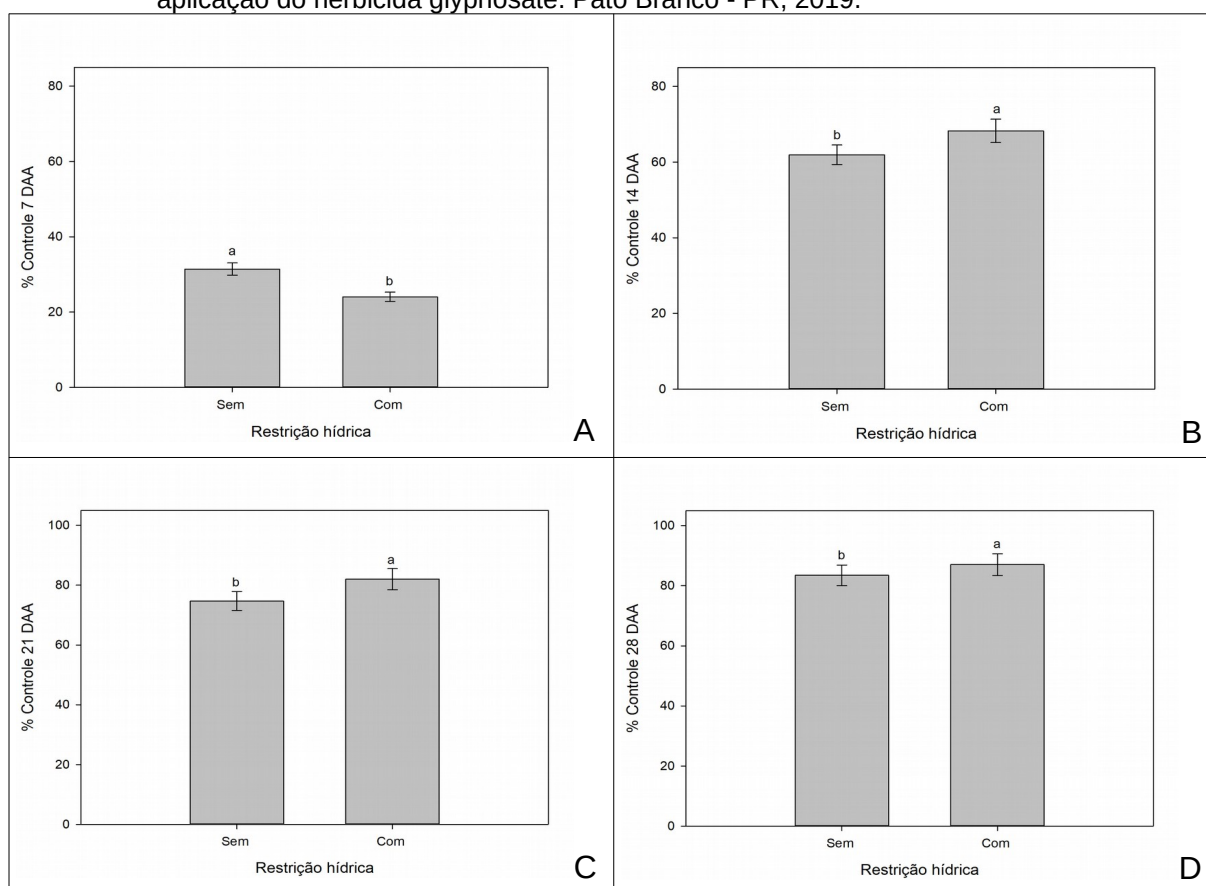 aplicação do herbicida glyphosate. Pato Branco - PR, 2019.
% Controle 7 DAA
80
60
40
20
0
a
b
Sem
Com
Restrição hídrica
A
% Controle 14 DAA
80
60
40
20
0
b
a
Sem
Com
Restrição hídrica
B
% Controle 21 DAA
100
80
60
40
20
0
b
a
Sem
Com
Restrição hídrica
C
% Controle 28 DAA
100
80
60
40
20
0
b
a
Sem
Com
Restrição hídrica
D